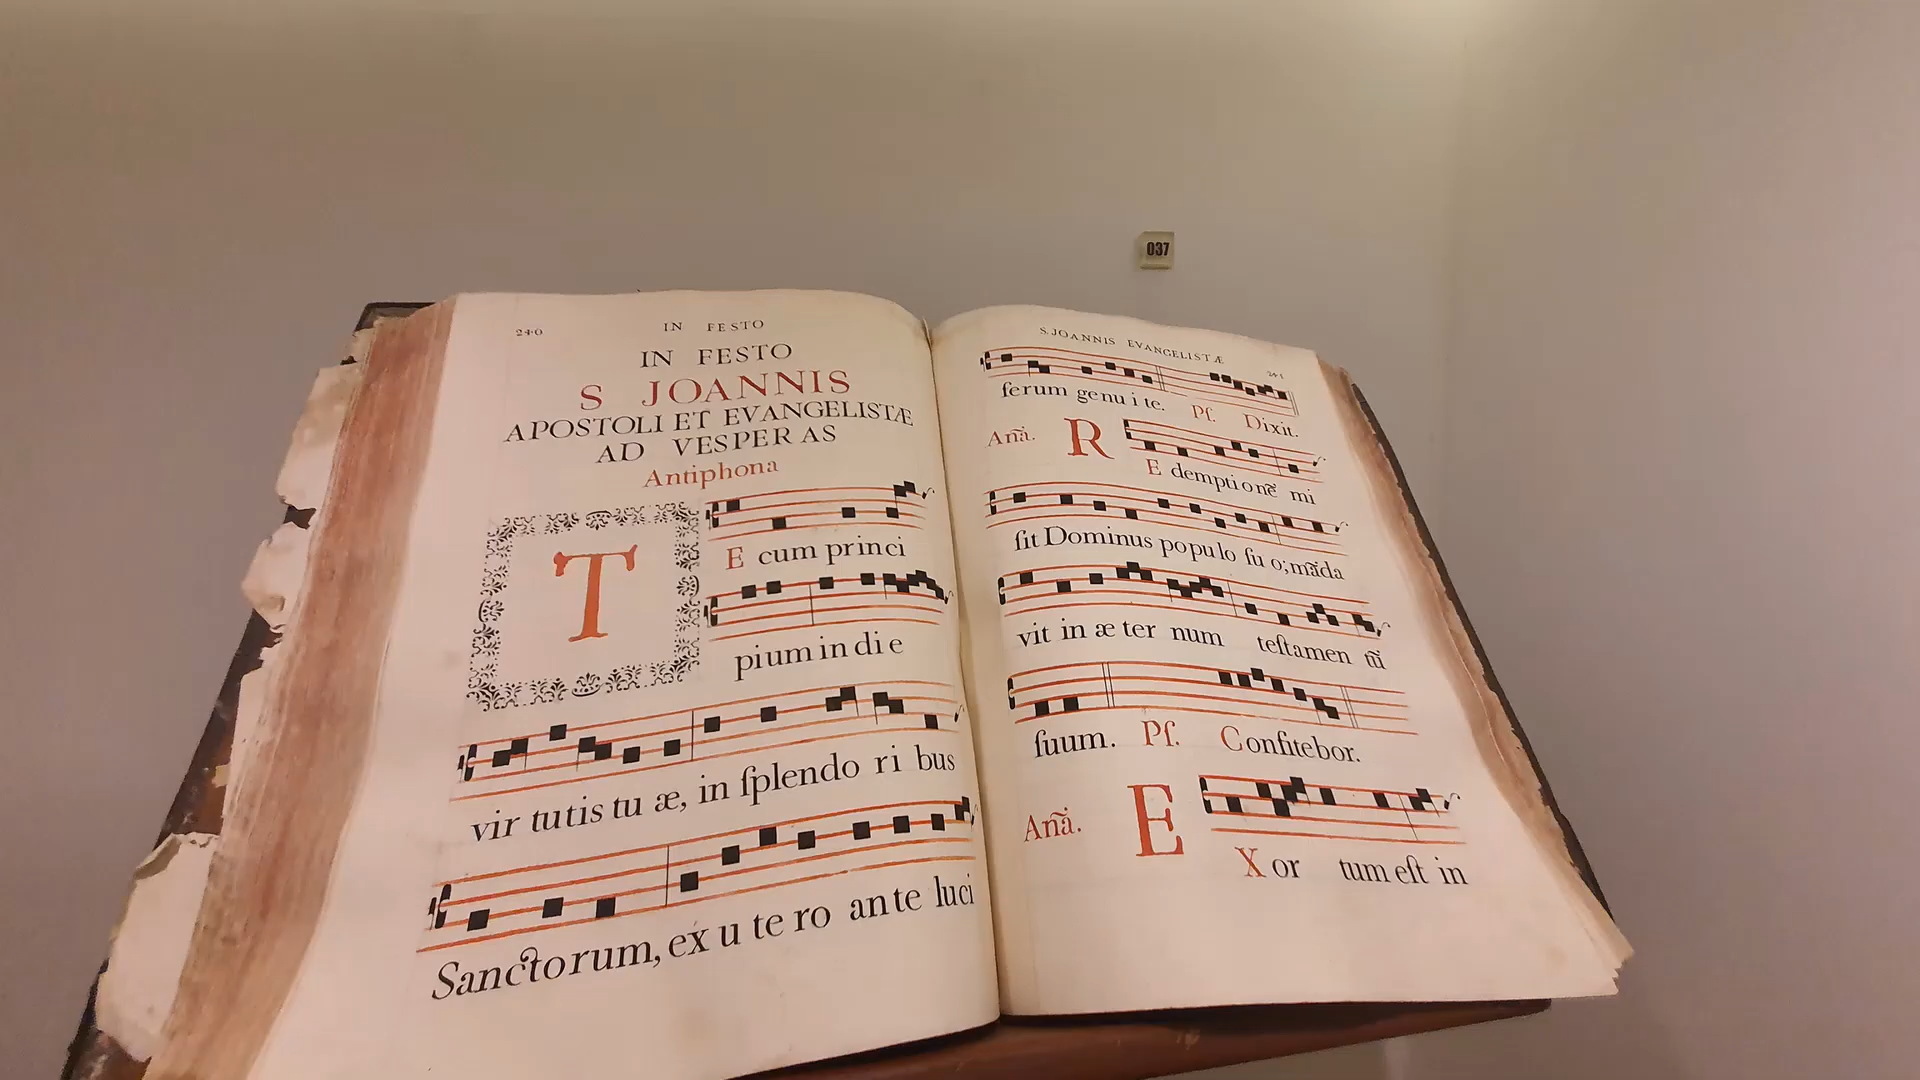 037
240 IN FESTO
IN FESTO
S JOANNIS
APOSTOLI ET EVANGELISTÆ
AD VESPERAS
Antiphona
T
E cum princi
pium in di e
vir tutis tu æ, in ſplendo ri bus
Sanctorum, ex u te ro an te luci
S. JOANNIS EVANGELISTÆ 241
ferum genu i te. Pſ. Dixit.
Anã. R
E demptionẽ mi
ſit Dominus popu lo ſu o; mãda
vit in æ ter num teſtamen tũ
ſuum. Pſ. Confitebor.
Anã. E
X or tum eſt in